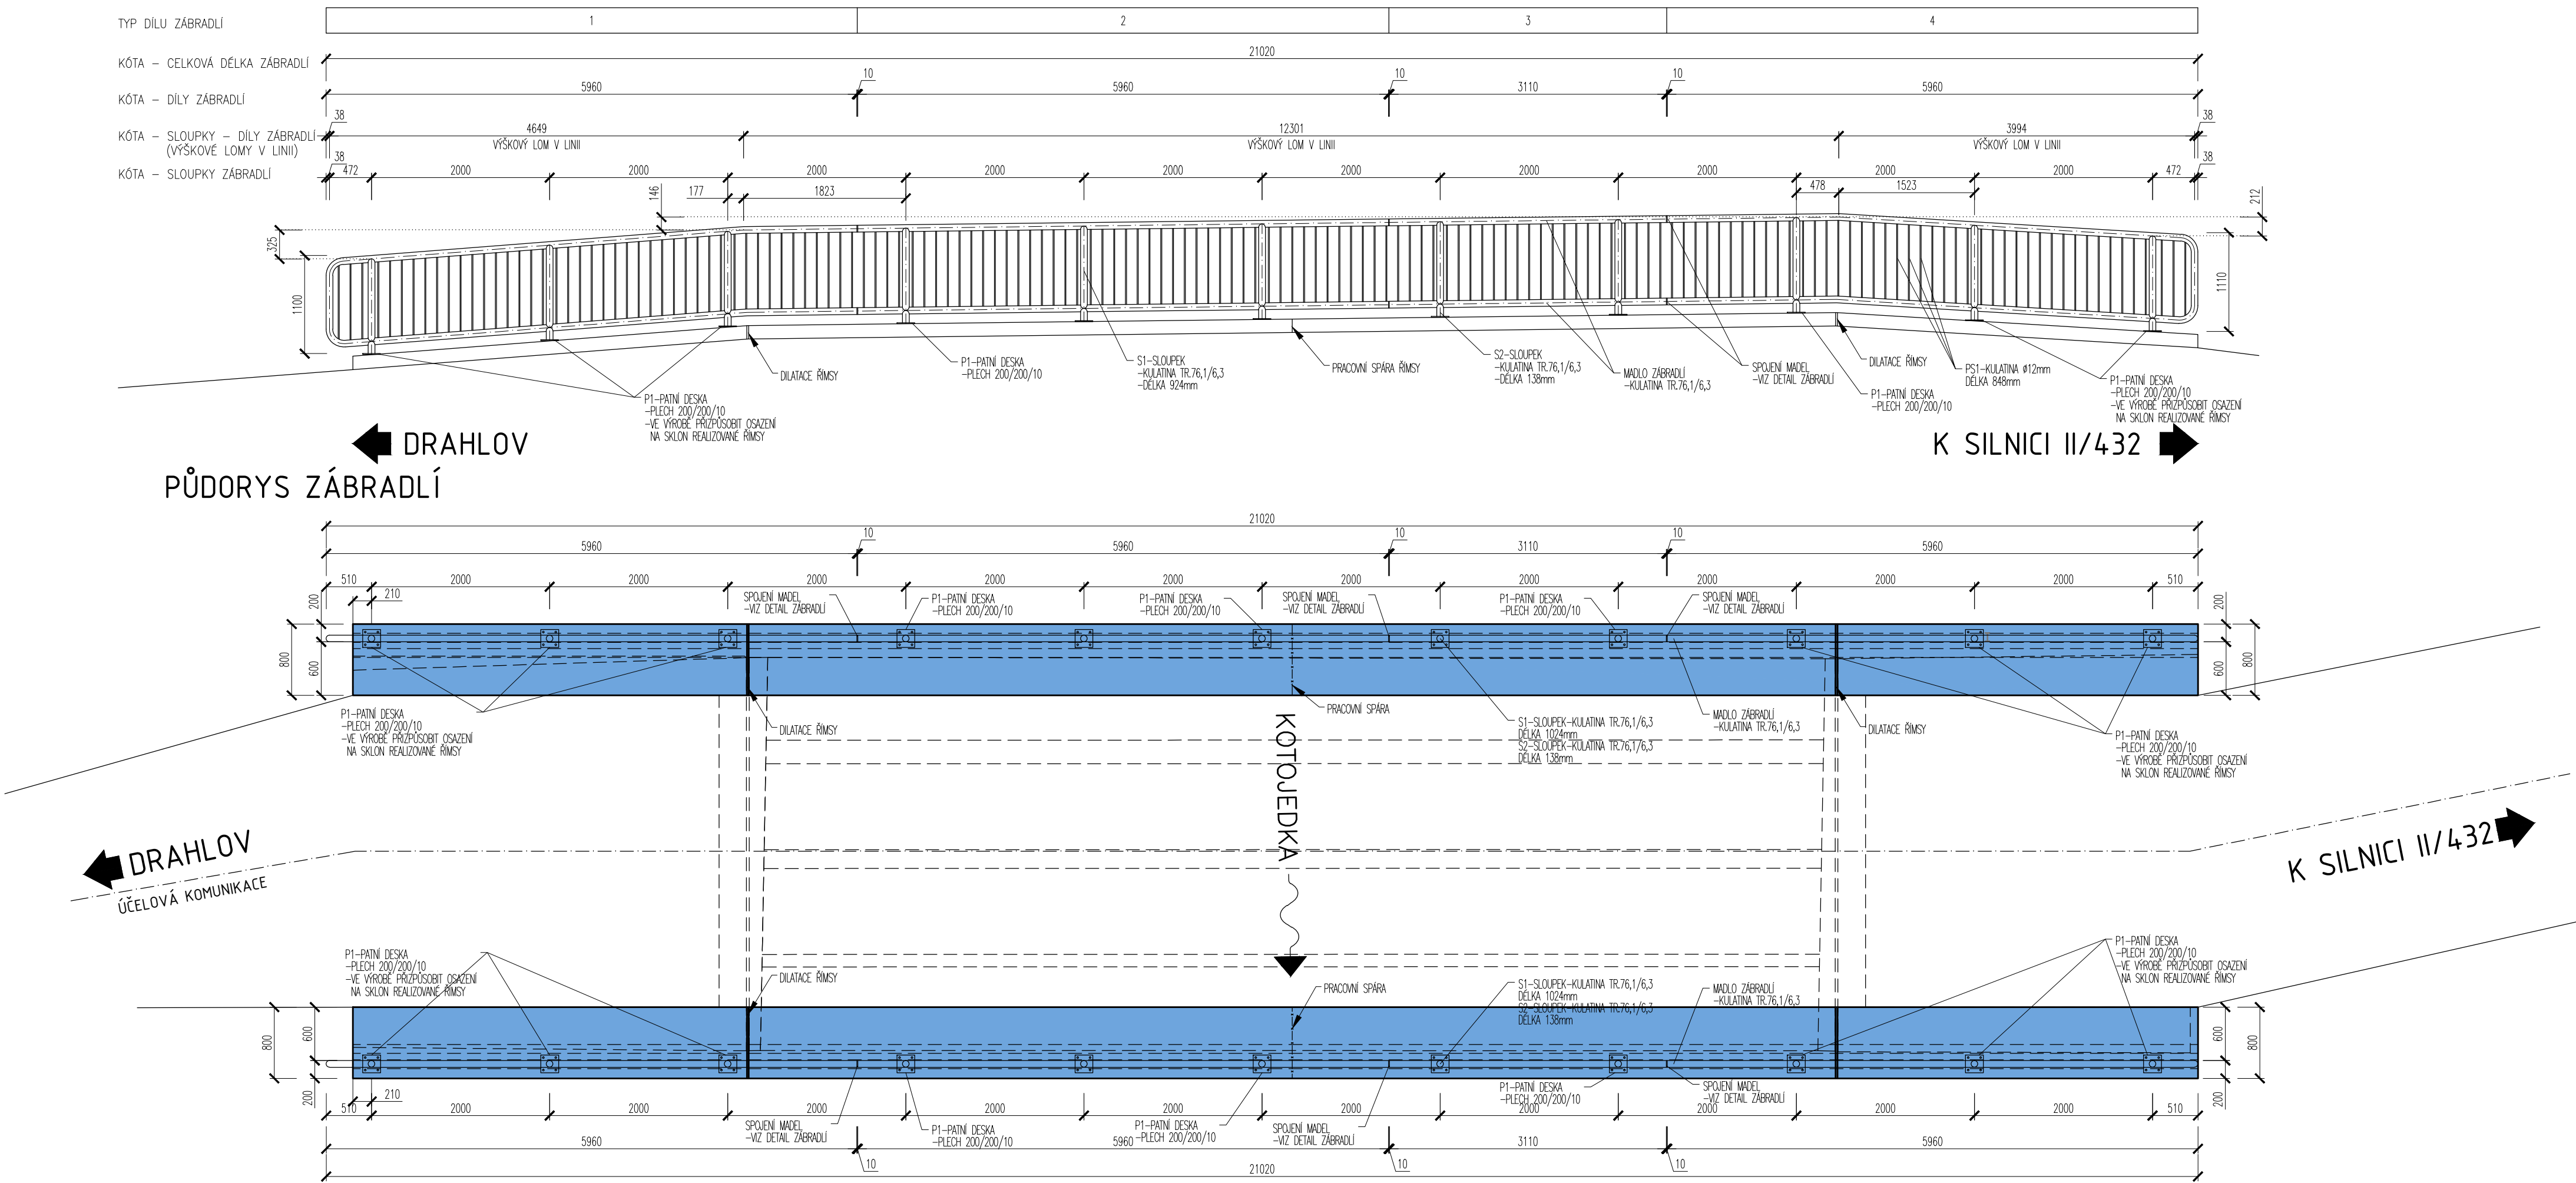 TYP DÍLU ZÁBRADLÍ
1 2 3 4
KÓTA – CELKOVÁ DÉLKA ZÁBRADLÍ
21020
10 10 10
KÓTA – DÍLY ZÁBRADLÍ
5960 5960 3110 5960
38 38
KÓTA – SLOUPKY – DÍLY ZÁBRADLÍ
4649 12301 3994
(VÝŠKOVÉ LOMY V LINII)
VÝŠKOVÝ LOM V LINII VÝŠKOVÝ LOM V LINII VÝŠKOVÝ LOM V LINII
38 38
KÓTA – SLOUPKY ZÁBRADLÍ
472 2000 2000 2000 2000 2000 2000 2000 2000 2000 2000 472
146 177 1823 478 1523 212
325
1100 1110
DILATACE ŘÍMSY
P1–PATNÍ DESKA
–PLECH 200/200/10
S1–SLOUPEK
–KULATINA TR.76,1/6,3
–DÉLKA 924mm
PRACOVNÍ SPÁRA ŘÍMSY
S2–SLOUPEK
–KULATINA TR.76,1/6,3
–DÉLKA 138mm
MADLO ZÁBRADLÍ
–KULATINA TR.76,1/6,3
SPOJENÍ MADEL
–VIZ DETAIL ZÁBRADLÍ
DILATACE ŘÍMSY
PS1–KULATINA Ø12mm
DÉLKA 848mm
P1–PATNÍ DESKA
–PLECH 200/200/10
P1–PATNÍ DESKA
–PLECH 200/200/10
–VE VÝROBĚ PŘIZPŮSOBIT OSAZENÍ
NA SKLON REALIZOVANÉ ŘÍMSY
P1–PATNÍ DESKA
–PLECH 200/200/10
–VE VÝROBĚ PŘIZPŮSOBIT OSAZENÍ
NA SKLON REALIZOVANÉ ŘÍMSY
DRAHLOV
K SILNICI II/432
PŮDORYS ZÁBRADLÍ
21020
10 10 10
5960 5960 3110 5960
510 2000 2000 2000 2000 2000 2000 2000 2000 2000 2000 510
210
200 200
800 800
600 600
SPOJENÍ MADEL
–VIZ DETAIL ZÁBRADLÍ
P1–PATNÍ DESKA
–PLECH 200/200/10
P1–PATNÍ DESKA
–PLECH 200/200/10
SPOJENÍ MADEL
–VIZ DETAIL ZÁBRADLÍ
P1–PATNÍ DESKA
–PLECH 200/200/10
SPOJENÍ MADEL
–VIZ DETAIL ZÁBRADLÍ
P1–PATNÍ DESKA
–PLECH 200/200/10
–VE VÝROBĚ PŘIZPŮSOBIT OSAZENÍ
NA SKLON REALIZOVANÉ ŘÍMSY
DILATACE ŘÍMSY
PRACOVNÍ SPÁRA
S1–SLOUPEK–KULATINA TR.76,1/6,3
DÉLKA 1024mm
S2–SLOUPEK–KULATINA TR.76,1/6,3
DÉLKA 138mm
MADLO ZÁBRADLÍ
–KULATINA TR.76,1/6,3
DILATACE ŘÍMSY
P1–PATNÍ DESKA
–PLECH 200/200/10
–VE VÝROBĚ PŘIZPŮSOBIT OSAZENÍ
NA SKLON REALIZOVANÉ ŘÍMSY
KOTOJEDKA
DRAHLOV
ÚČELOVÁ KOMUNIKACE
K SILNICI II/432
P1–PATNÍ DESKA
–PLECH 200/200/10
–VE VÝROBĚ PŘIZPŮSOBIT OSAZENÍ
NA SKLON REALIZOVANÉ ŘÍMSY
DILATACE ŘÍMSY
PRACOVNÍ SPÁRA
S1–SLOUPEK–KULATINA TR.76,1/6,3
DÉLKA 1024mm
S2–SLOUPEK–KULATINA TR.76,1/6,3
DÉLKA 138mm
MADLO ZÁBRADLÍ
–KULATINA TR.76,1/6,3
P1–PATNÍ DESKA
–PLECH 200/200/10
–VE VÝROBĚ PŘIZPŮSOBIT OSAZENÍ
NA SKLON REALIZOVANÉ ŘÍMSY
600 600
800 800
200 200
210
510 2000 2000 2000 2000 2000 2000 2000 2000 2000 2000 510
SPOJENÍ MADEL
–VIZ DETAIL ZÁBRADLÍ
P1–PATNÍ DESKA
–PLECH 200/200/10
P1–PATNÍ DESKA
–PLECH 200/200/10
SPOJENÍ MADEL
–VIZ DETAIL ZÁBRADLÍ
P1–PATNÍ DESKA
–PLECH 200/200/10
SPOJENÍ MADEL
–VIZ DETAIL ZÁBRADLÍ
5960 5960 3110 5960
10 10 10
21020